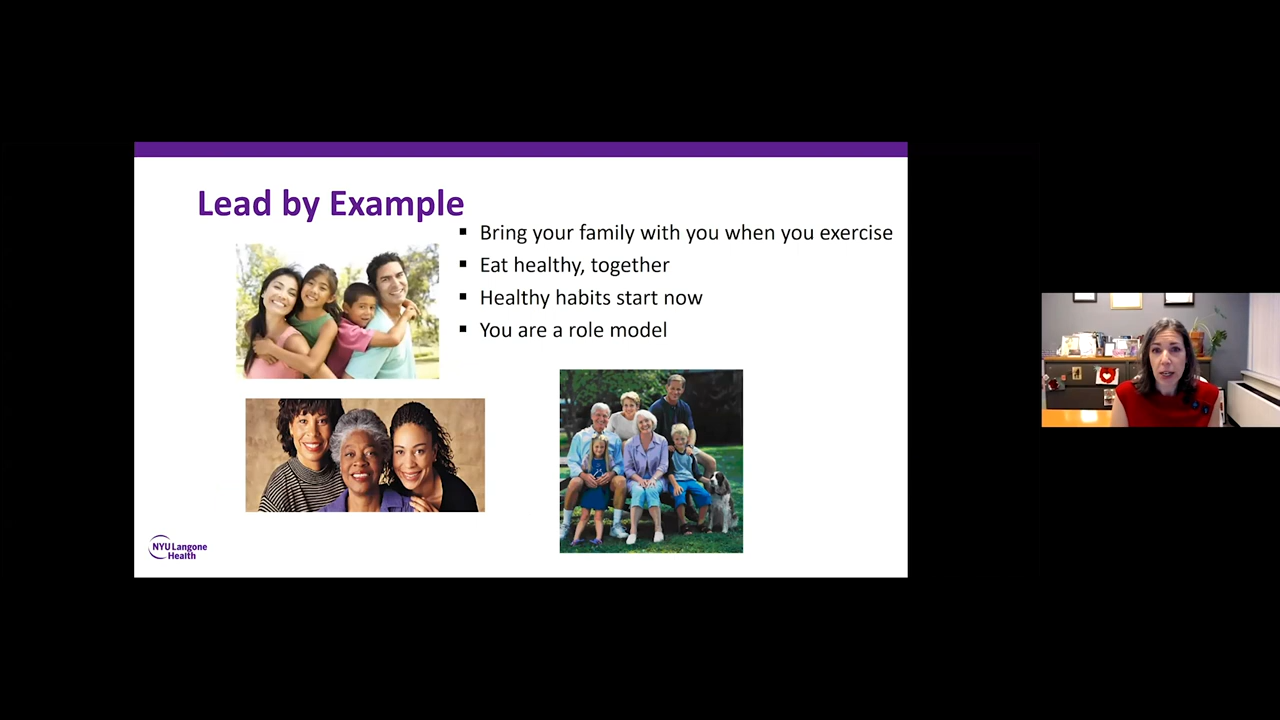 Lead by Example
▪ Bring your family with you when you exercise
▪ Eat healthy, together
▪ Healthy habits start now
▪ You are a role model
NYU Langone
Health